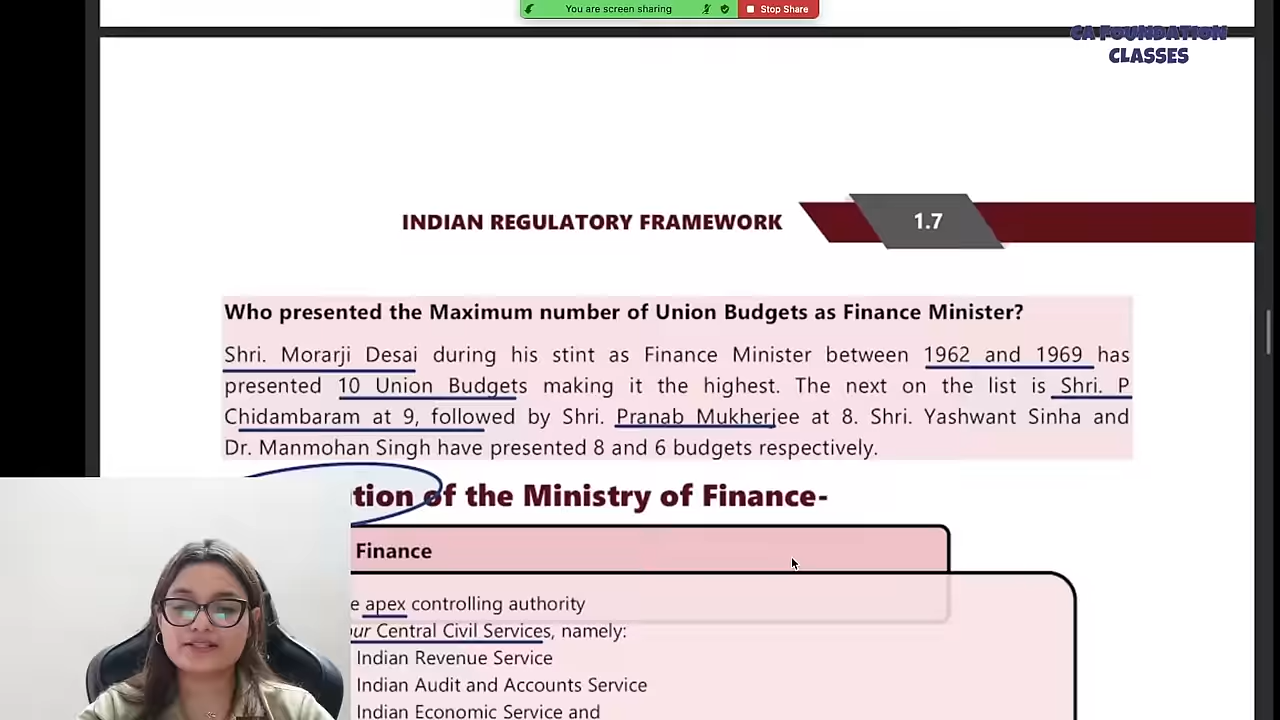 You are screen sharing
Stop Share
CA FOUNDATION
CLASSES
INDIAN REGULATORY FRAMEWORK
1.7
Who presented the Maximum number of Union Budgets as Finance Minister?
Shri. Morarji Desai during his stint as Finance Minister between 1962 and 1969 has
presented 10 Union Budgets making it the highest. The next on the list is Shri. P
Chidambaram at 9, followed by Shri. Pranab Mukherjee at 8. Shri. Yashwant Sinha and
Dr. Manmohan Singh have presented 8 and 6 budgets respectively.
of the Ministry of Finance-
Finance
apex controlling authority
Central Civil Services, namely:
Indian Revenue Service
Indian Audit and Accounts Service
Indian Economic Service and